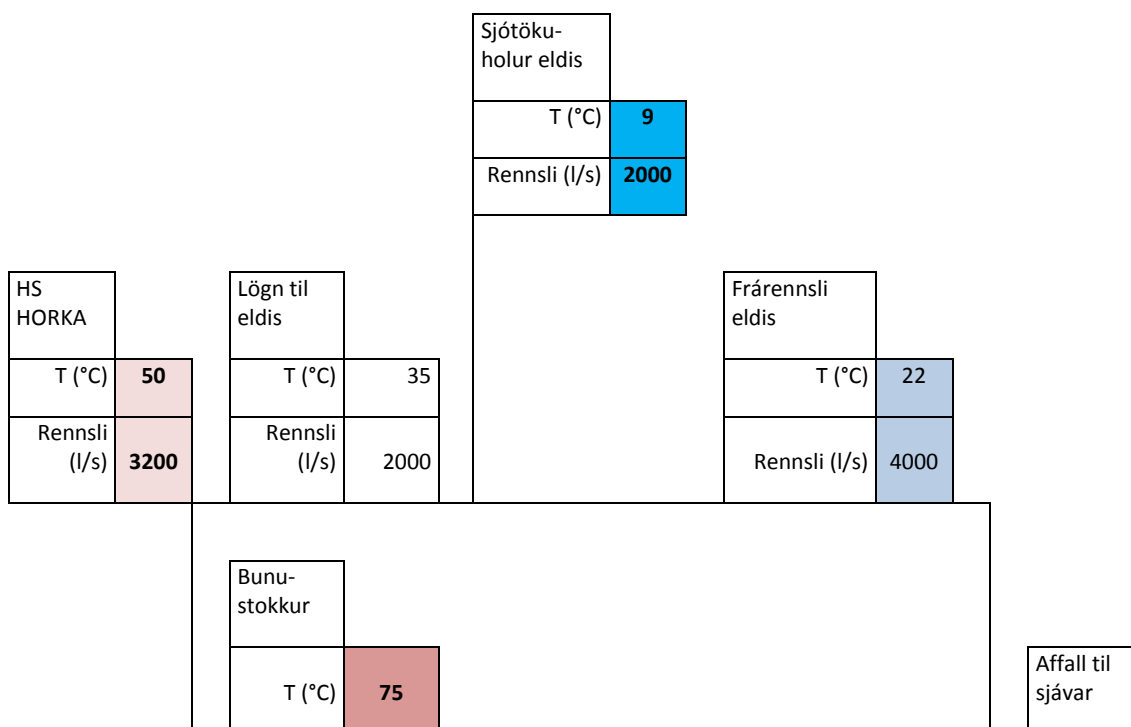 Sjótöku-
holur eldis
T (°C) 9
Rennsli (l/s) 2000
HS
HORKA
T (°C) 50
Rennsli
(l/s) 3200
Lögn til
eldis
T (°C) 35
Rennsli
(l/s) 2000
Frárennsli
eldis
T (°C) 22
Rennsli (l/s) 4000
Bunu-
stokkur
T (°C) 75
Affall til
sjávar